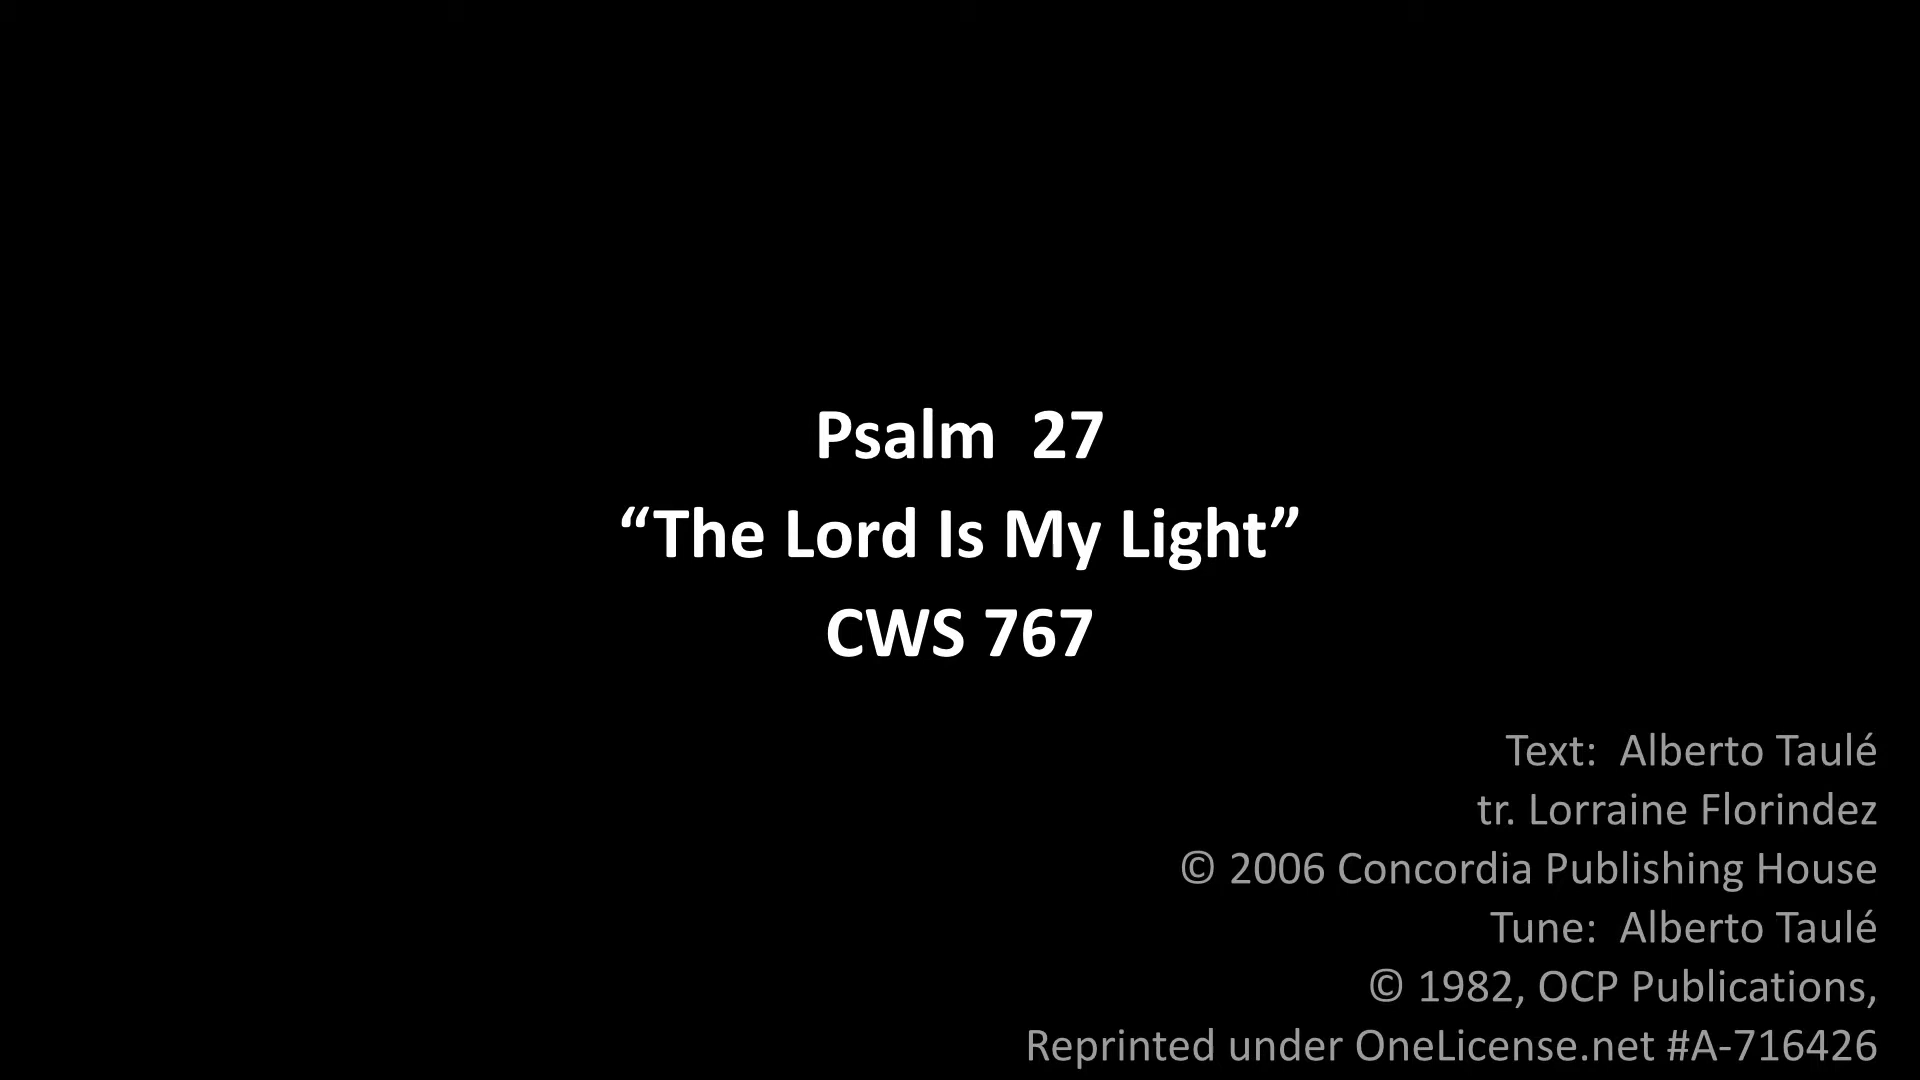 Psalm  27
“The Lord Is My Light”
CWS 767
Text:  Alberto Taulé
tr. Lorraine Florindez
© 2006 Concordia Publishing House
Tune:  Alberto Taulé
© 1982, OCP Publications,
Reprinted under OneLicense.net #A-716426